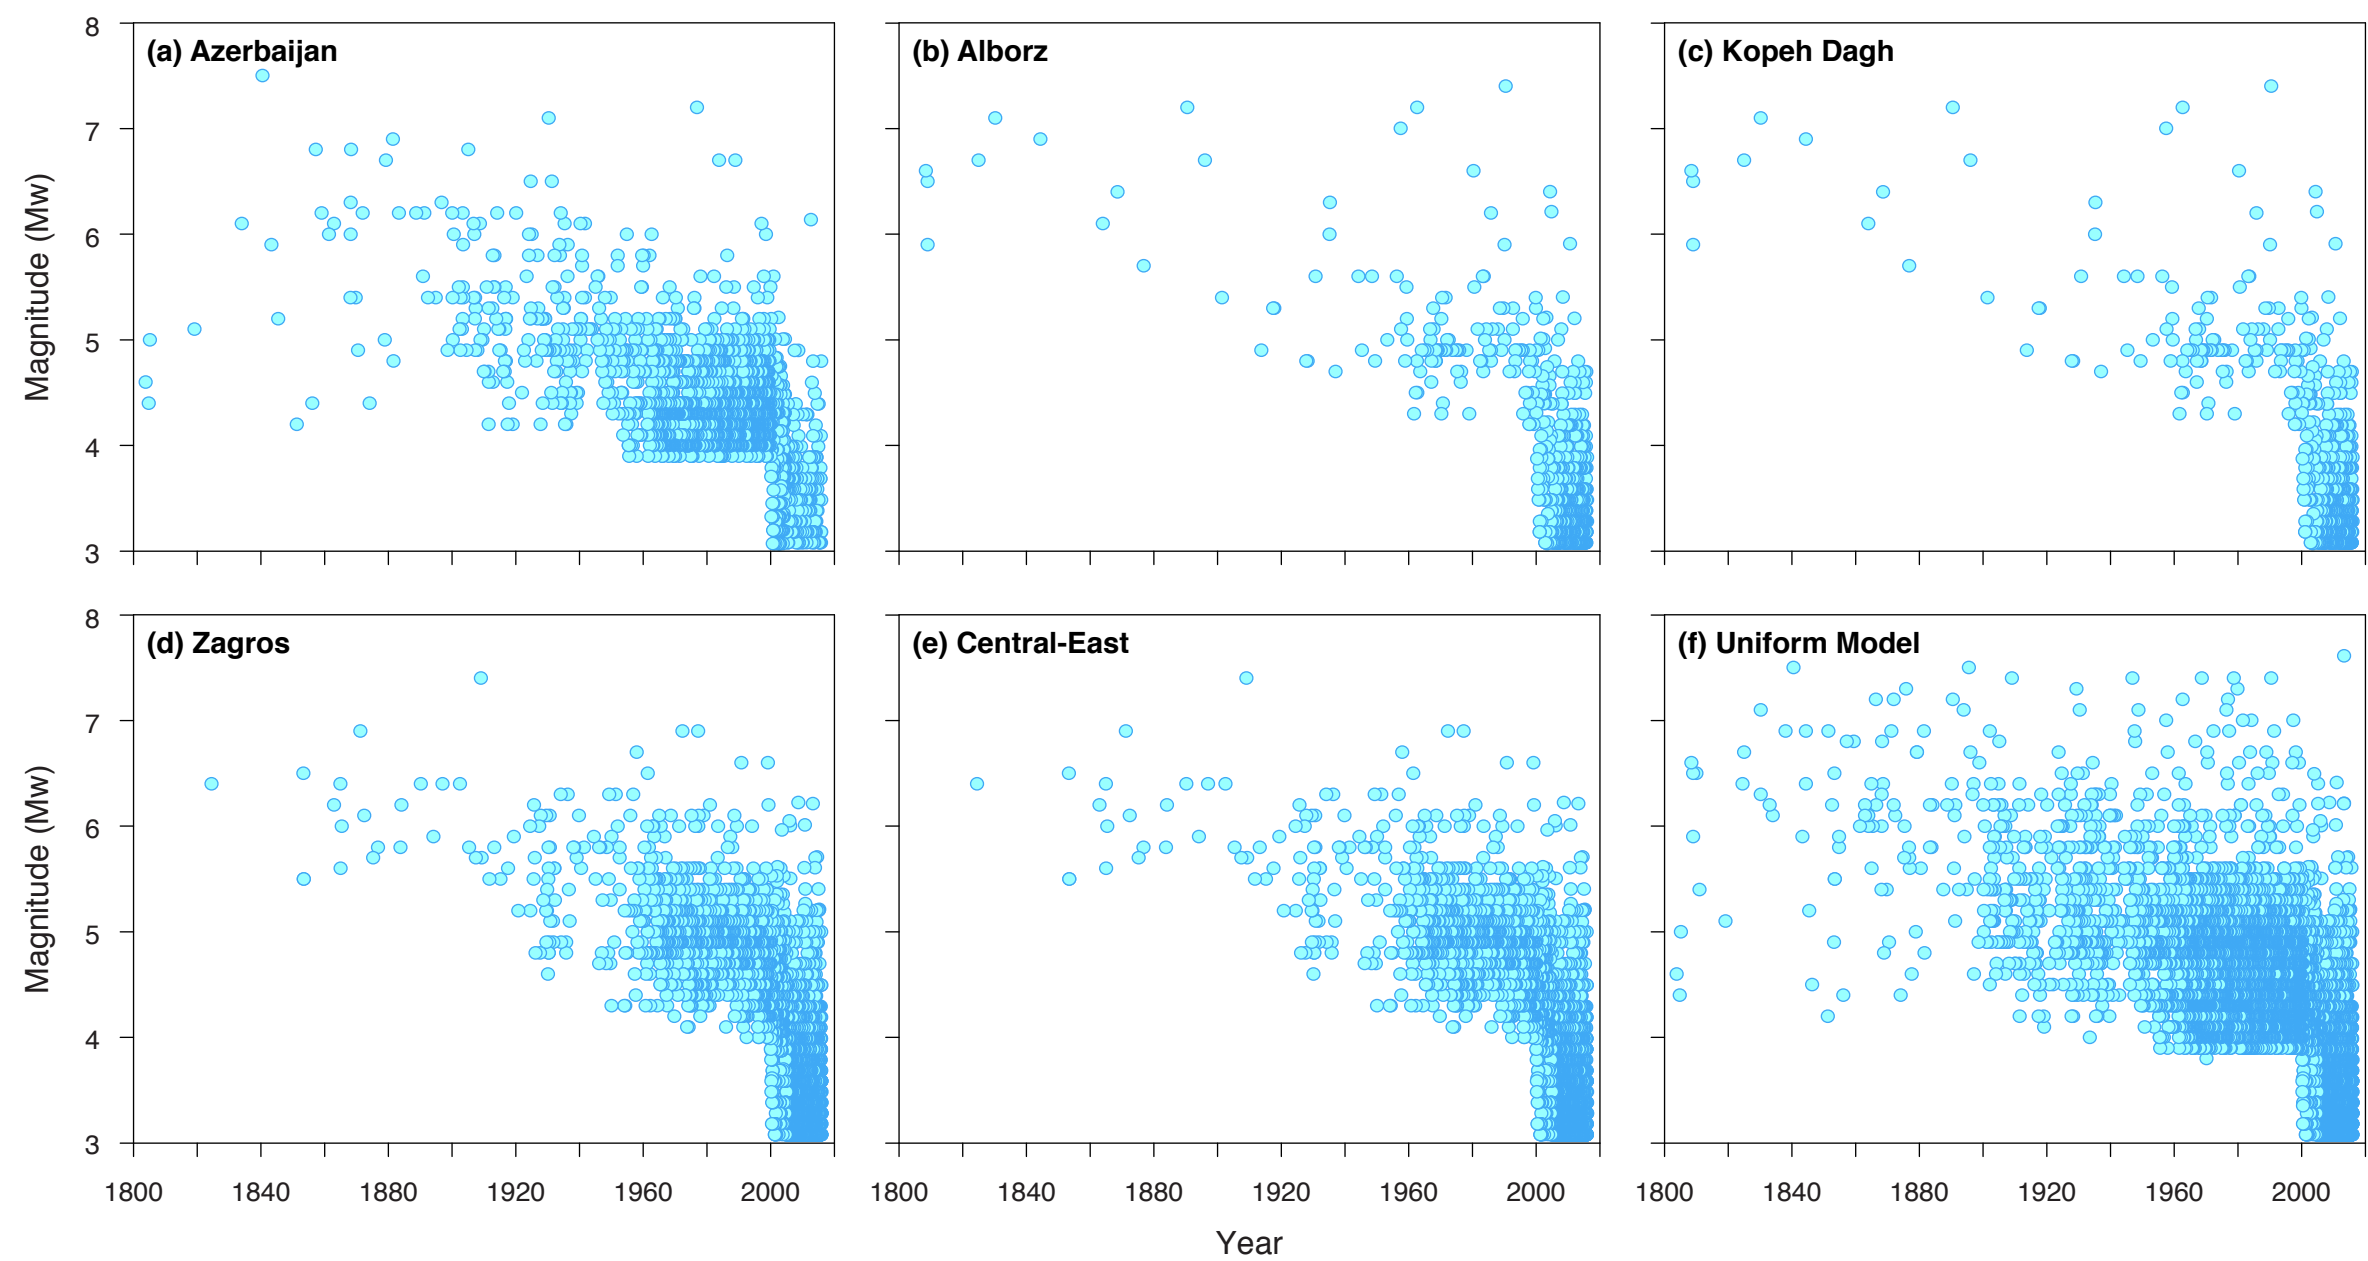 (a) Azerbaijan
(b) Alborz
(c) Kopeh Dagh
8
7
6
5
4
3
Magnitude (Mw)
(d) Zagros
(e) Central-East
(f) Uniform Model
8
7
6
5
4
3
Magnitude (Mw)
1800 1840 1880 1920 1960 2000
1800 1840 1880 1920 1960 2000
1800 1840 1880 1920 1960 2000
Year